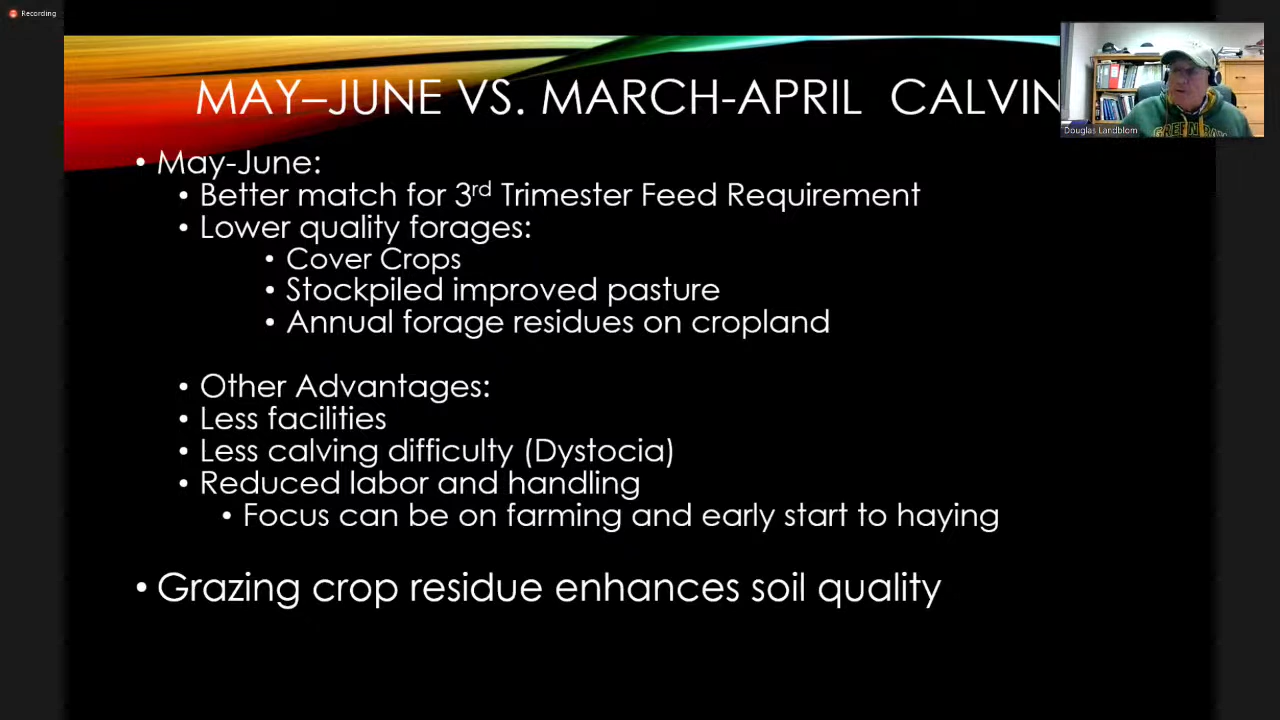 Recording
MAY–JUNE VS. MARCH-APRIL CALVIN
Douglas Landblom
GREEN BAY
• May-June:
• Better match for 3rd Trimester Feed Requirement
• Lower quality forages:
• Cover Crops
• Stockpiled improved pasture
• Annual forage residues on cropland
• Other Advantages:
• Less facilities
• Less calving difficulty (Dystocia)
• Reduced labor and handling
• Focus can be on farming and early start to haying
• Grazing crop residue enhances soil quality